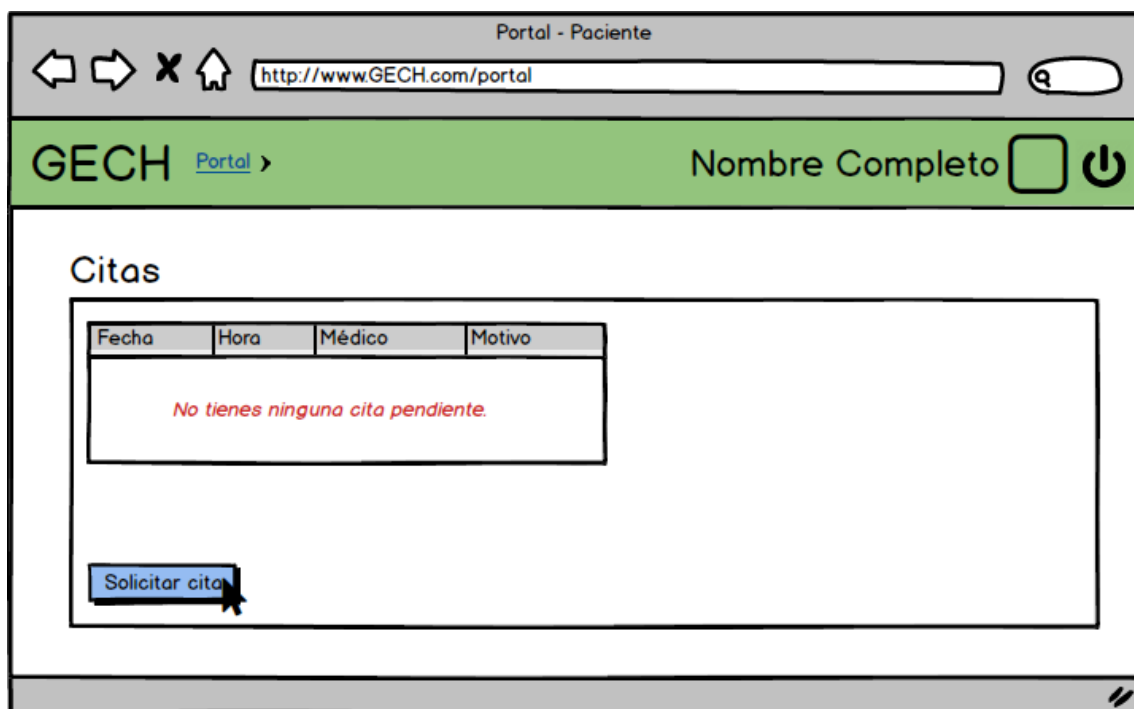 Portal - Paciente
http://www.GECH.com/portal
GECH Portal › Nombre Completo
Citas
Fecha Hora Médico Motivo
No tienes ninguna cita pendiente.
Solicitar cita